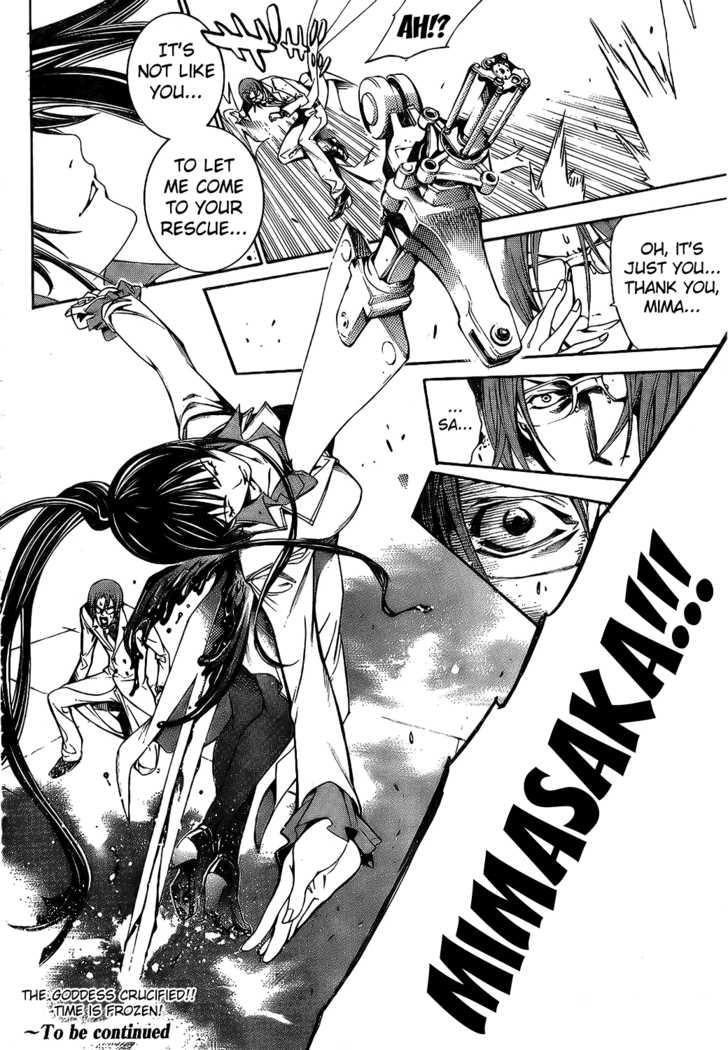 AH!?
IT'S
NOT LIKE
YOU...
TO LET
ME COME
TO YOUR
RESCUE...
OH, IT'S
JUST YOU...
THANK YOU,
MIMA...
...
SA...
MIMASAKA!!!
THE GODDESS CRUCIFIED!!
TIME IS FROZEN!
~To be continued